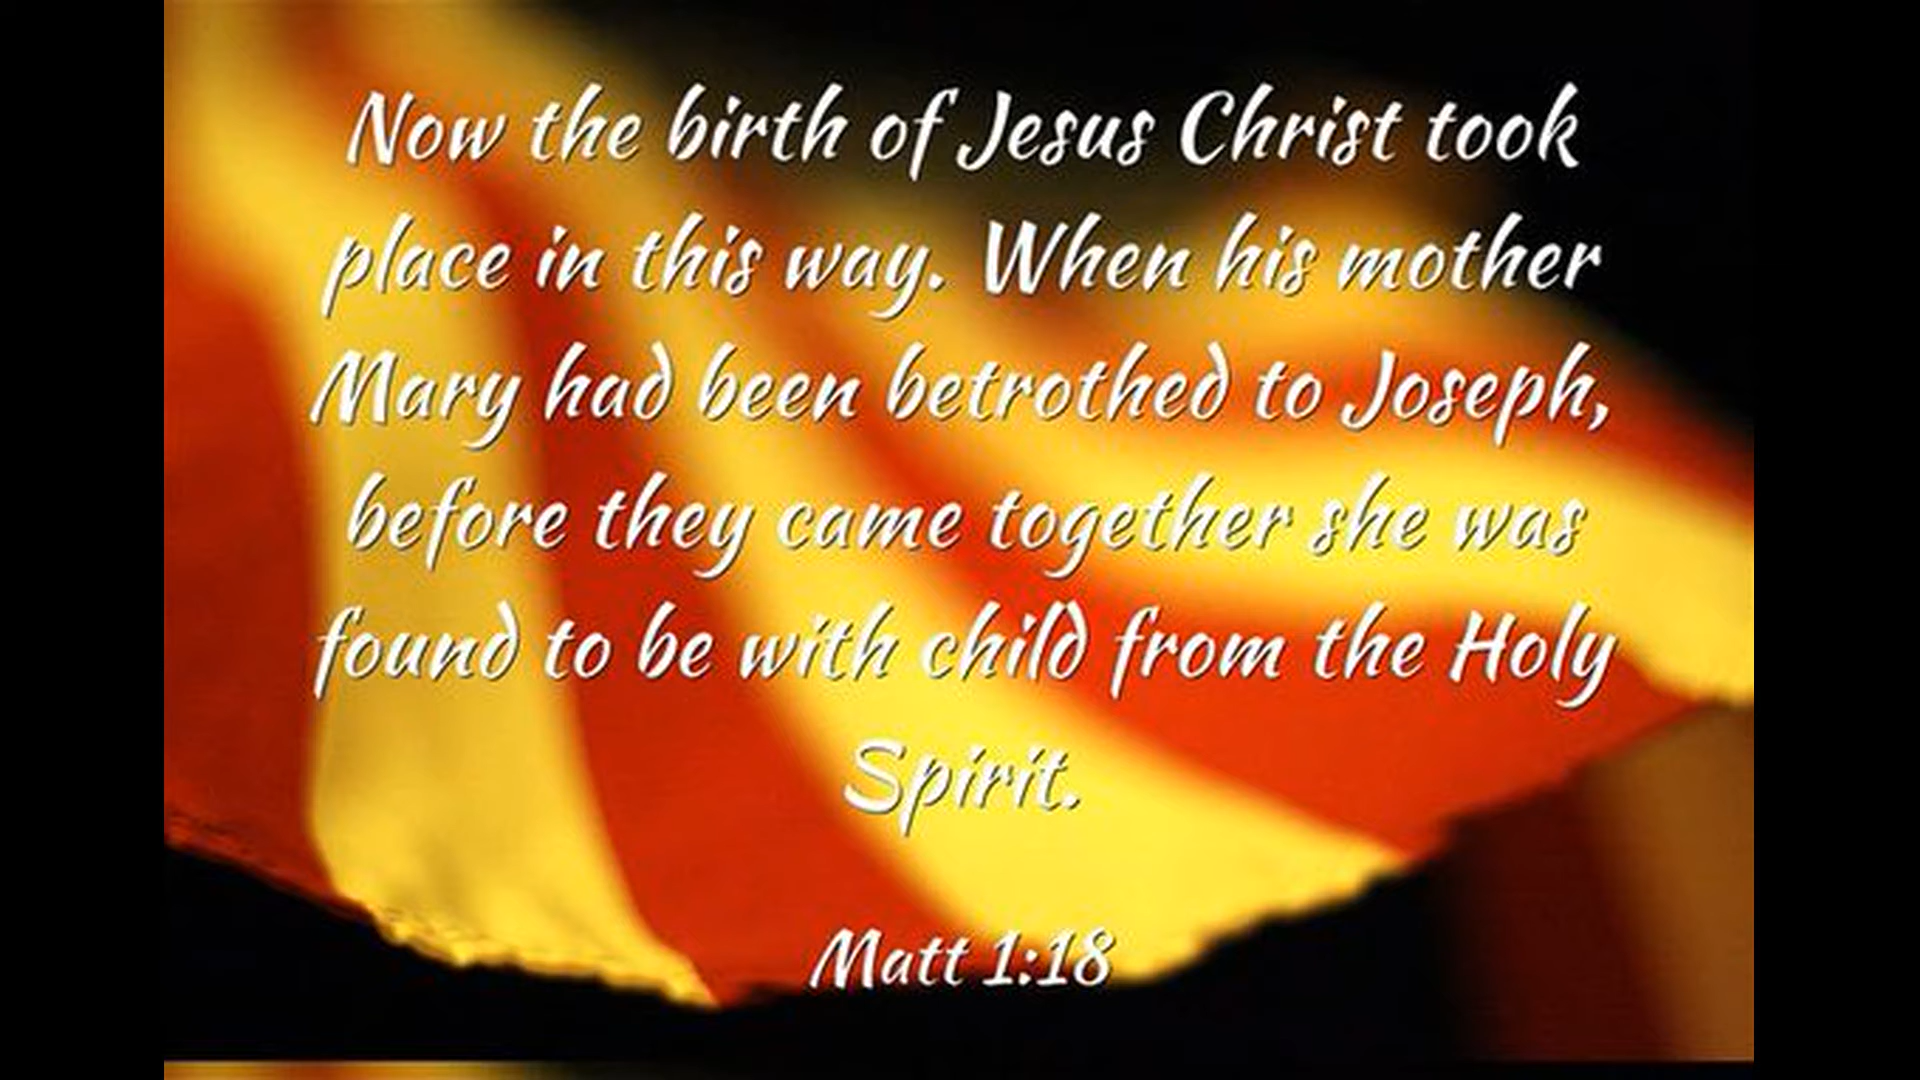 Now the birth of Jesus Christ took
place in this way. When his mother
Mary had been betrothed to Joseph,
before they came together she was
found to be with child from the Holy
Spirit.
Matt 1:18